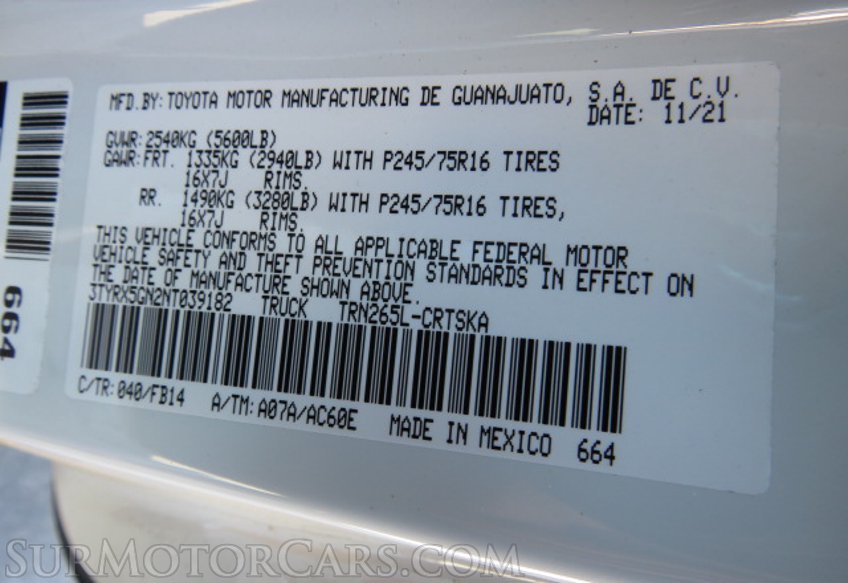 MFD.BY: TOYOTA MOTOR MANUFACTURING DE GUANAJUATO, S.A. DE C.V.
DATE: 11/21
GVWR: 2540KG (5600LB)
GAWR: FRT. 1335KG (2940LB) WITH P245/75R16 TIRES
16X7J RIMS.
RR. 1490KG (3280LB) WITH P245/75R16 TIRES,
16X7J RIMS.
THIS VEHICLE CONFORMS TO ALL APPLICABLE FEDERAL MOTOR
VEHICLE SAFETY AND THEFT PREVENTION STANDARDS IN EFFECT ON
THE DATE OF MANUFACTURE SHOWN ABOVE.
3TYRX5GN2NT039182 TRUCK TRN265L-CRTSKA
C/TR: 040/FB14 A/TM: A07A/AC60E MADE IN MEXICO 664
664
SurMotorCars.com